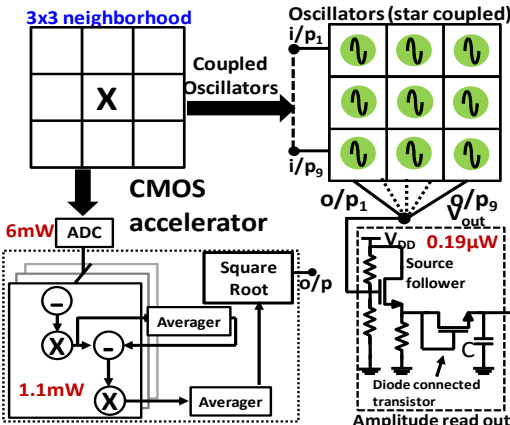 3x3 neighborhood
Oscillators (star coupled)
i/p1
X
Coupled
Oscillators
i/p9
CMOS
accelerator
o/p1
o/p9
Vout
6mW
ADC
VDD
0.19µW
Source
follower
Square
Root
o/p
−
Averager
X
−
C
1.1mW
X
Averager
Diode connected
transistor
Amplitude read out